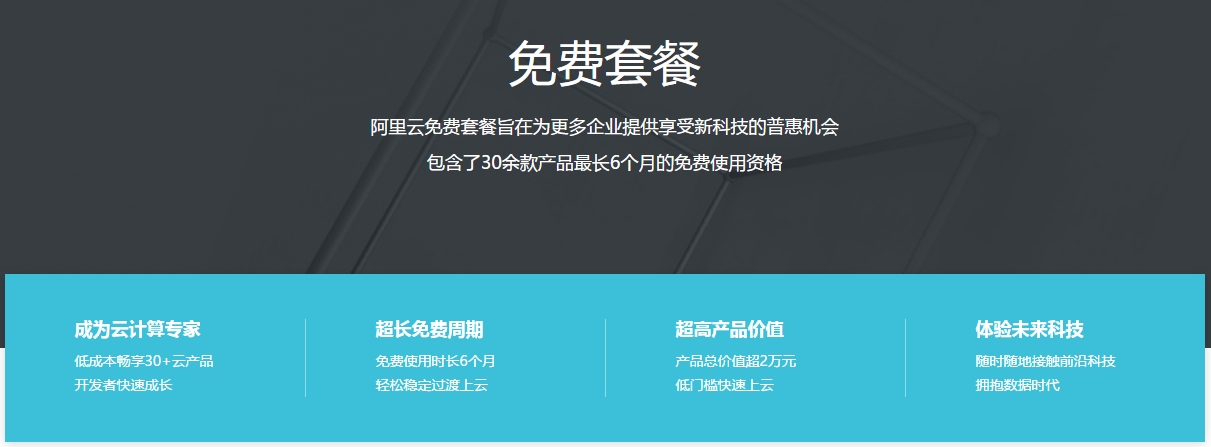 免费套餐
阿里云免费套餐旨在为更多企业提供享受新科技的普惠机会
包含了30余款产品最长6个月的免费使用资格
成为云计算专家
低成本畅享30+云产品
开发者快速成长
超长免费周期
免费使用时长6个月
轻松稳定过渡上云
超高产品价值
产品总价值超2万元
低门槛快速上云
体验未来科技
随时随地接触前沿科技
拥抱数据时代